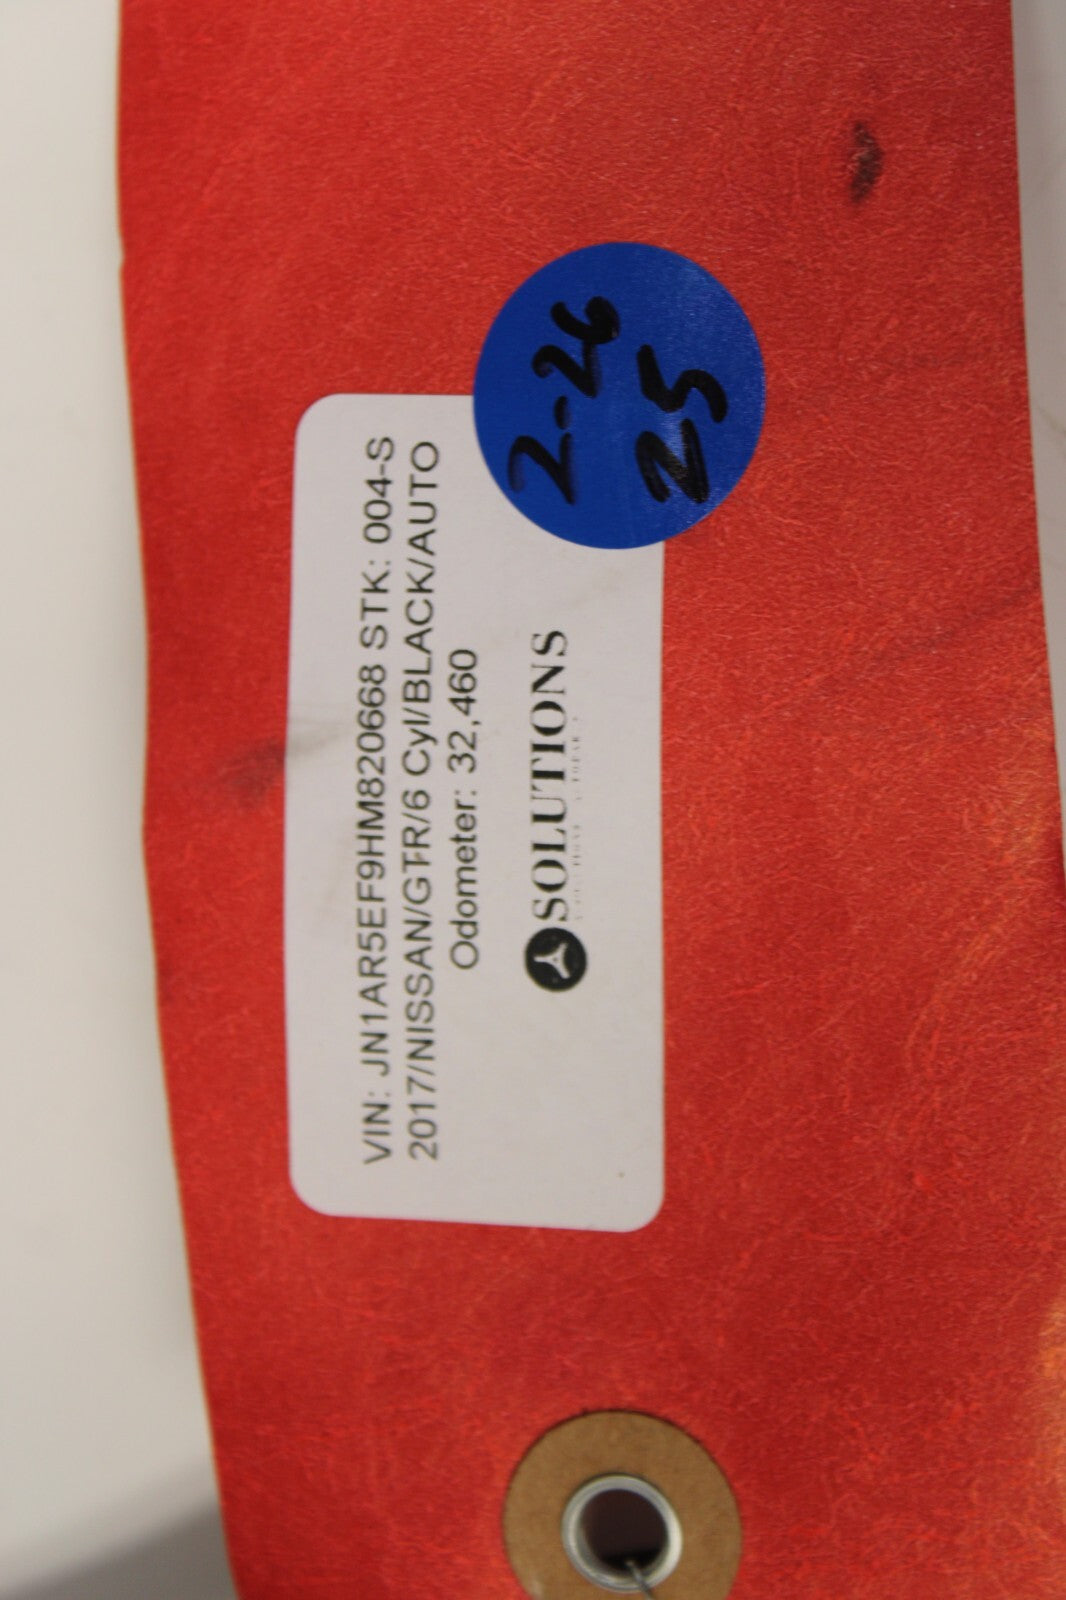 VIN: JN1AR5EF9HM820668 STK: 004-S
2017/NISSAN/GTR/6 Cyl/BLACK/AUTO
Odometer: 32,460
SOLUTIONS
2-26
25